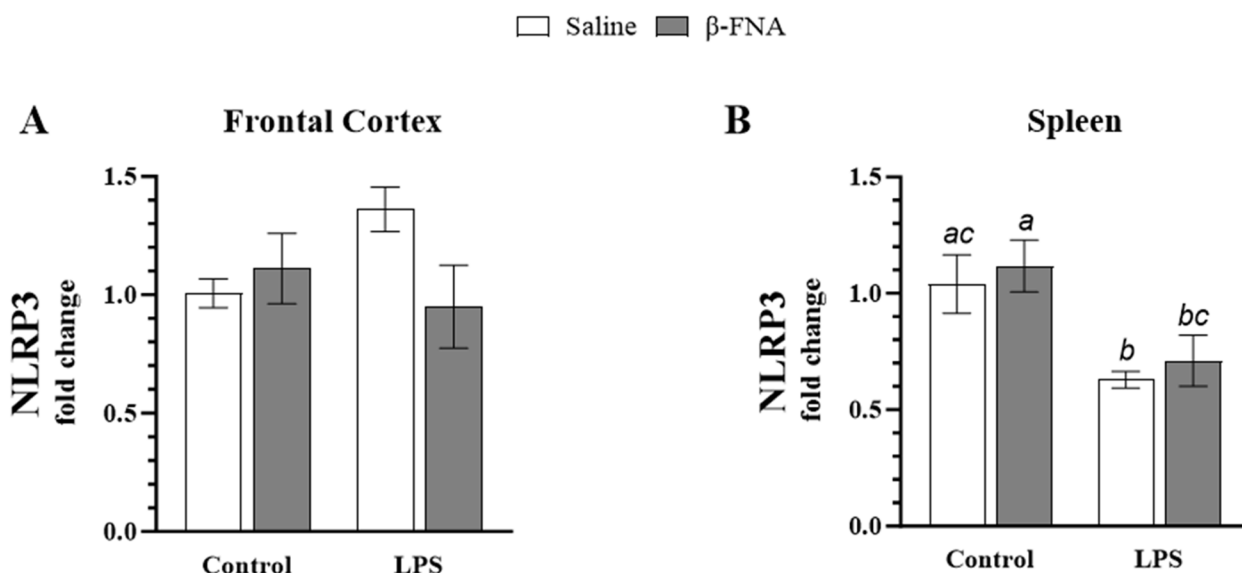 Saline β-FNA
A Frontal Cortex
NLRP3
fold change
1.5
1.0
0.5
0.0
Control LPS
B Spleen
NLRP3
fold change
1.5
1.0
0.5
0.0
ac a b bc
Control LPS